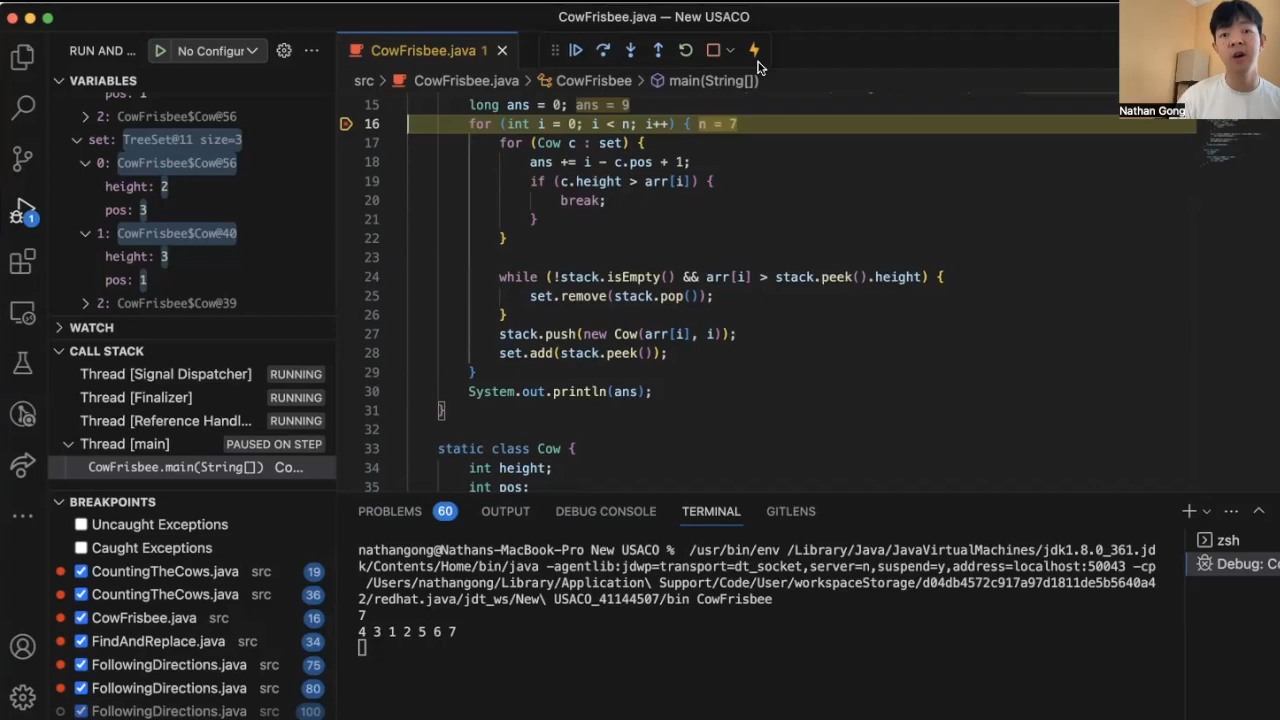 CowFrisbee.java — New USACO
RUN AND ...
No Configur
CowFrisbee.java 1
src > CowFrisbee.java > CowFrisbee > main(String[])
Nathan Gong
VARIABLES
pos: 1
2: CowFrisbee$Cow@56
set: TreeSet@11 size=3
0: CowFrisbee$Cow@56
height: 2
pos: 3
1: CowFrisbee$Cow@40
height: 3
pos: 1
2: CowFrisbee$Cow@39
WATCH
CALL STACK
Thread [Signal Dispatcher] RUNNING
Thread [Finalizer] RUNNING
Thread [Reference Handl... RUNNING
Thread [main] PAUSED ON STEP
CowFrisbee.main(String[]) Co...
BREAKPOINTS
Uncaught Exceptions
Caught Exceptions
CountingTheCows.java src 19
CountingTheCows.java src 36
CowFrisbee.java src 16
FindAndReplace.java src 34
FollowingDirections.java src 75
FollowingDirections.java src 80
FollowingDirections.java src 100
1
15 long ans = 0; ans = 9
16 for (int i = 0; i < n; i++) { n = 7
17 for (Cow c : set) {
18 ans += i - c.pos + 1;
19 if (c.height > arr[i]) {
20 break;
21 }
22 }
23
24 while (!stack.isEmpty() && arr[i] > stack.peek().height) {
25 set.remove(stack.pop());
26 }
27 stack.push(new Cow(arr[i], i));
28 set.add(stack.peek());
29 }
30 System.out.println(ans);
31 }
32
33 static class Cow {
34 int height;
35 int pos;
PROBLEMS 60 OUTPUT DEBUG CONSOLE TERMINAL GITLENS
nathangong@Nathans-MacBook-Pro New USACO % /usr/bin/env /Library/Java/JavaVirtualMachines/jdk1.8.0_361.jd
k/Contents/Home/bin/java -agentlib:jdwp=transport=dt_socket,server=n,suspend=y,address=localhost:50043 -cp
/Users/nathangong/Library/Application\ Support/Code/User/workspaceStorage/d04db4572c917a97d1811de5b5640a4
2/redhat.java/jdt_ws/New\ USACO_41144507/bin CowFrisbee
7
4 3 1 2 5 6 7
zsh
Debug: Co